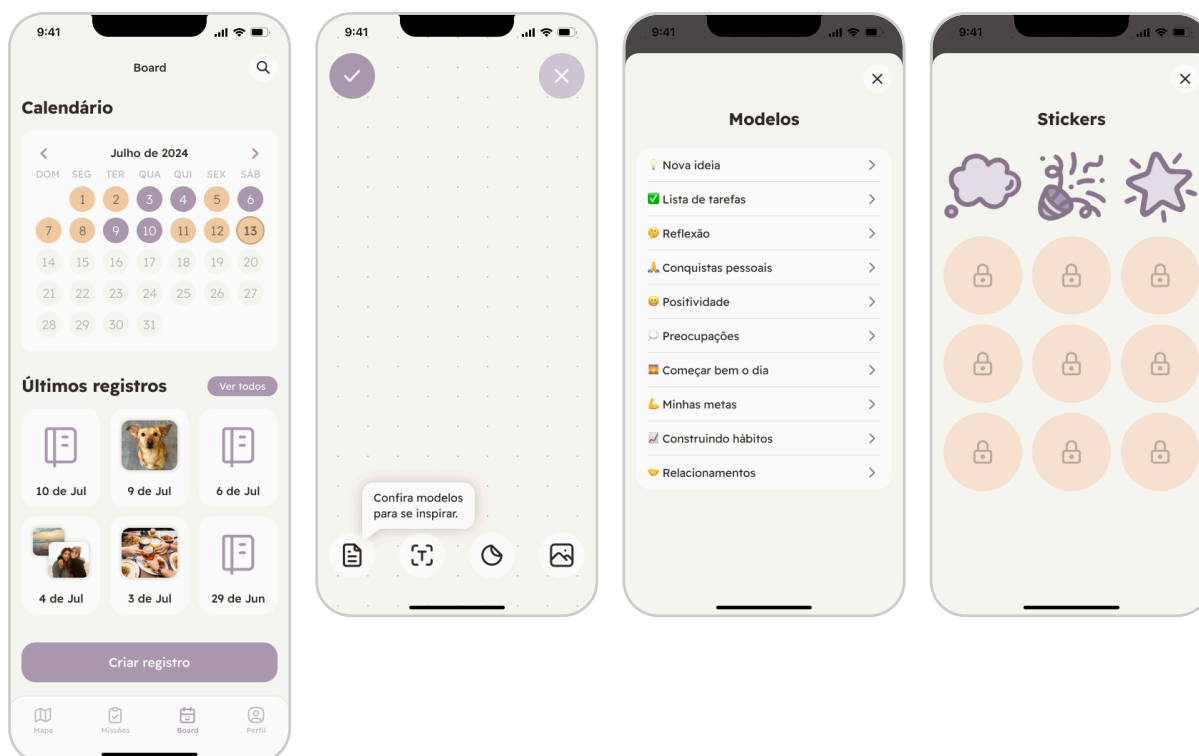 9:41
Board
Calendário
Julho de 2024
DOM SEG TER QUA QUI SEX SÁB
1 2 3 4 5 6
7 8 9 10 11 12 13
14 15 16 17 18 19 20
21 22 23 24 25 26 27
28 29 30 31
Últimos registros
Ver todos
10 de Jul
9 de Jul
6 de Jul
4 de Jul
3 de Jul
29 de Jun
Criar registro
Mapa
Missões
Board
Perfil
9:41
Confira modelos
para se inspirar.
T
9:41
Modelos
Nova ideia
Lista de tarefas
Reflexão
Conquistas pessoais
Positividade
Preocupações
Começar bem o dia
Minhas metas
Construindo hábitos
Relacionamentos
9:41
Stickers